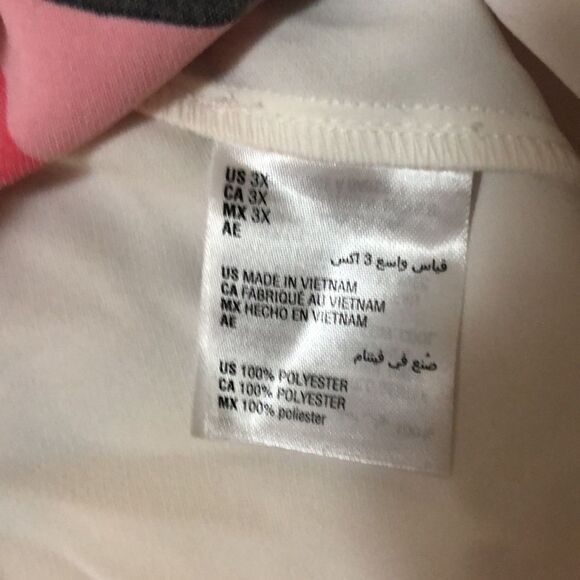 US 3X
CA 3X
MX 3X
AE
قياس واسع 3 اكس
US MADE IN VIETNAM
CA FABRIQUÉ AU VIETNAM
MX HECHO EN VIETNAM
AE
صُنع في فيتنام
US 100% POLYESTER
CA 100% POLYESTER
MX 100% poliester